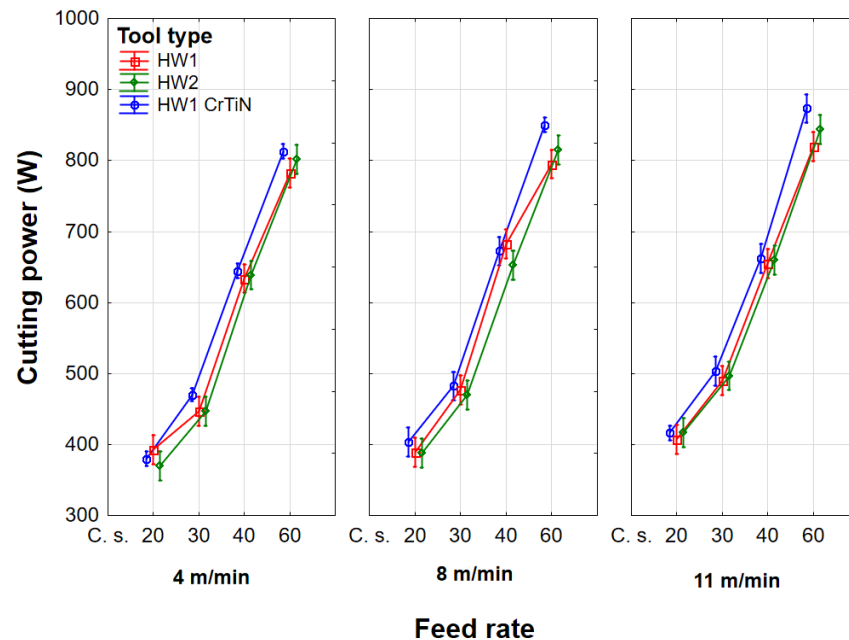 Cutting power (W)
1000
900
800
700
600
500
400
300
Tool type
HW1
HW2
HW1 CrTiN
C. s. 20 30 40 60
C. s. 20 30 40 60
C. s. 20 30 40 60
4 m/min
8 m/min
11 m/min
Feed rate